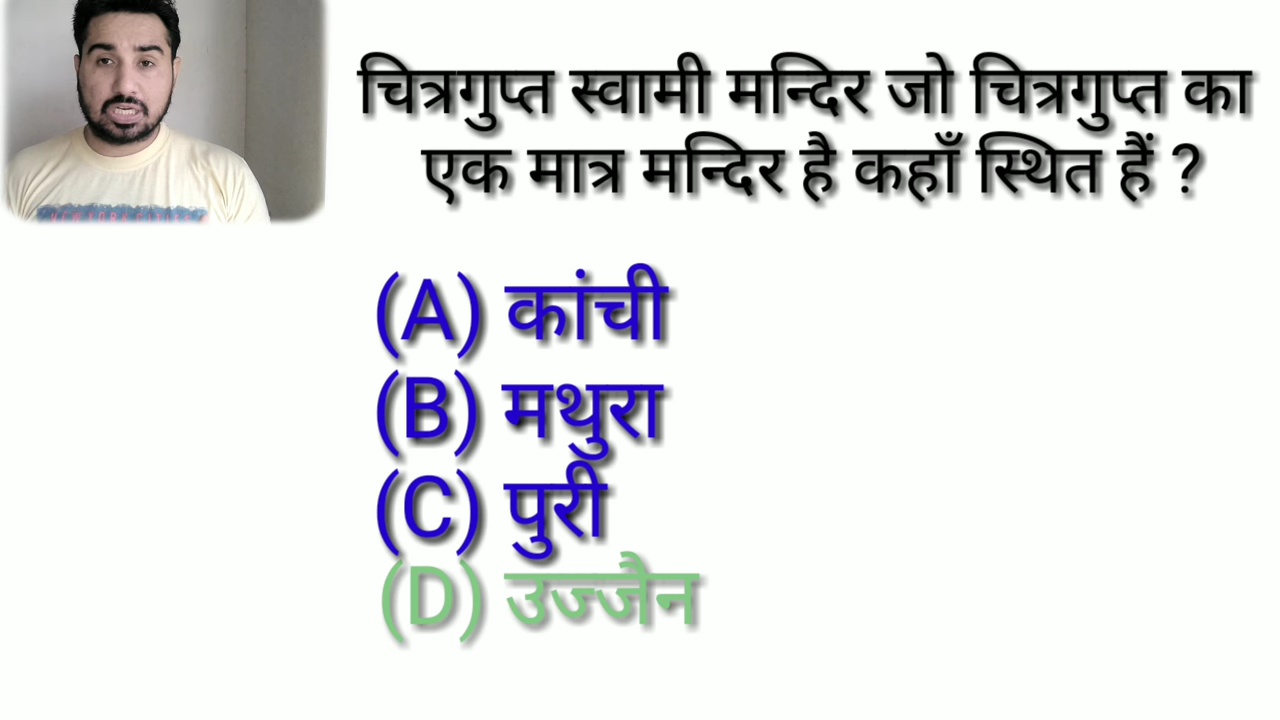 चित्रगुप्त स्वामी मन्दिर जो चित्रगुप्त का
एक मात्र मन्दिर है कहाँ स्थित हैं ?
(A) कांची
(B) मथुरा
(C) पुरी
(D) उज्जैन